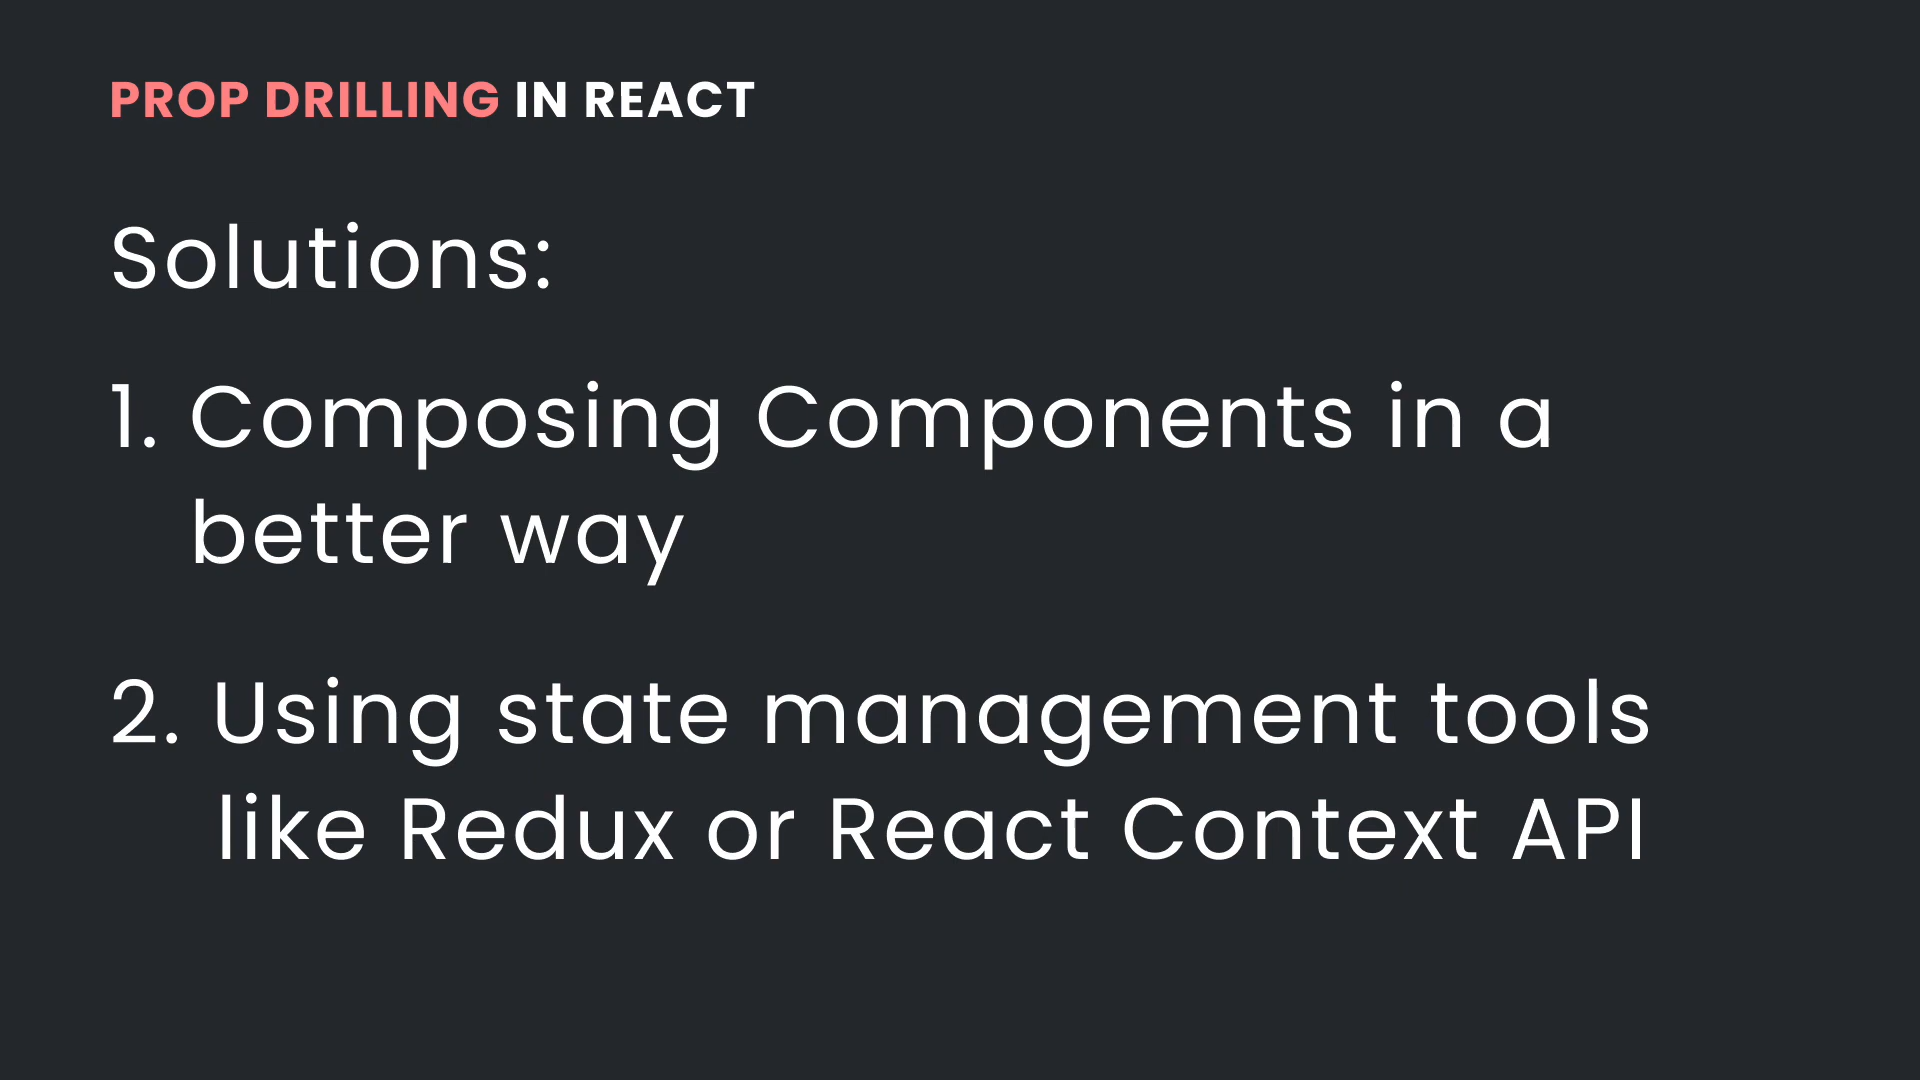 PROP DRILLING IN REACT
Solutions:
1. Composing Components in a
better way
2. Using state management tools
like Redux or React Context API